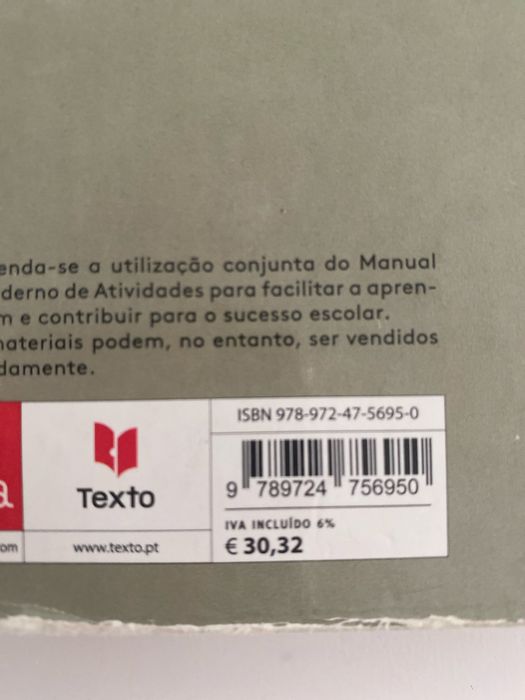 enda-se a utilização conjunta do Manual
derno de Atividades para facilitar a apren-
m e contribuir para o sucesso escolar.
nateriais podem, no entanto, ser vendidos
damente.
ISBN 978-972-47-5695-0
9 789724 756950
a
Texto
IVA INCLUÍDO 6%
€ 30,32
om
www.texto.pt